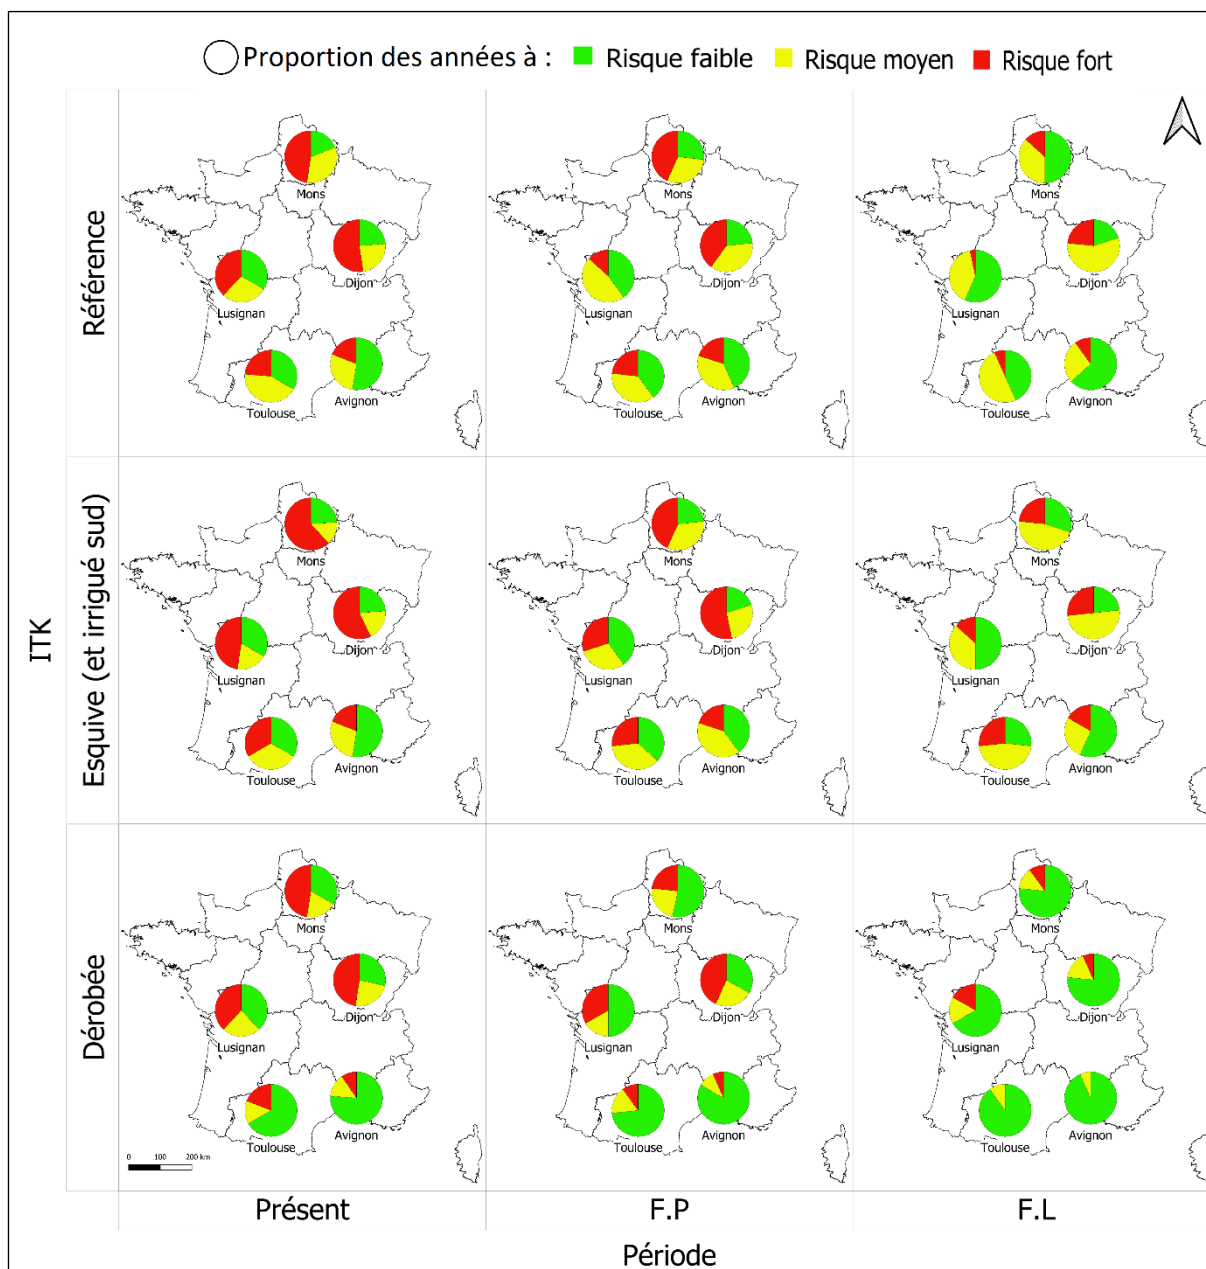 Proportion des années à : Risque faible Risque moyen Risque fort
ITK
Référence
Mons
Dijon
Lusignan
Toulouse
Avignon
Mons
Dijon
Lusignan
Toulouse
Avignon
Mons
Dijon
Lusignan
Toulouse
Avignon
Esquive (et irrigué sud)
Mons
Dijon
Lusignan
Toulouse
Avignon
Mons
Dijon
Lusignan
Toulouse
Avignon
Mons
Dijon
Lusignan
Toulouse
Avignon
Dérobée
Mons
Dijon
Lusignan
Toulouse
Avignon
0 100 200 km
Mons
Dijon
Lusignan
Toulouse
Avignon
Mons
Dijon
Lusignan
Toulouse
Avignon
Présent F.P F.L
Période